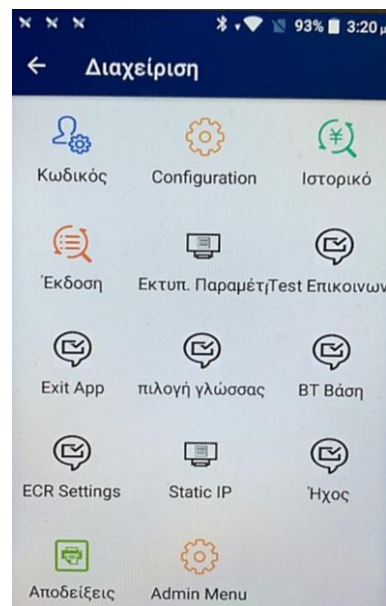 93% 3:20 μ
Διαχείριση
Κωδικός Configuration Ιστορικό
Έκδοση Εκτυπ. Παραμέτρ Test Επικοινων
Exit App πιλογή γλώσσας BT Βάση
ECR Settings Static IP Ήχος
Αποδείξεις Admin Menu